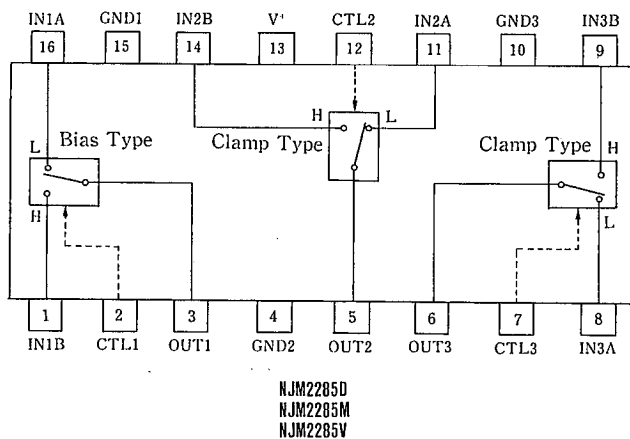 IN1A GND1 IN2B V+ CTL2 IN2A GND3 IN3B
16 15 14 13 12 11 10 9
H L
L Bias Type Clamp Type Clamp Type H
H L
1 2 3 4 5 6 7 8
IN1B CTL1 OUT1 GND2 OUT2 OUT3 CTL3 IN3A
NJM2285D
NJM2285M
NJM2285V